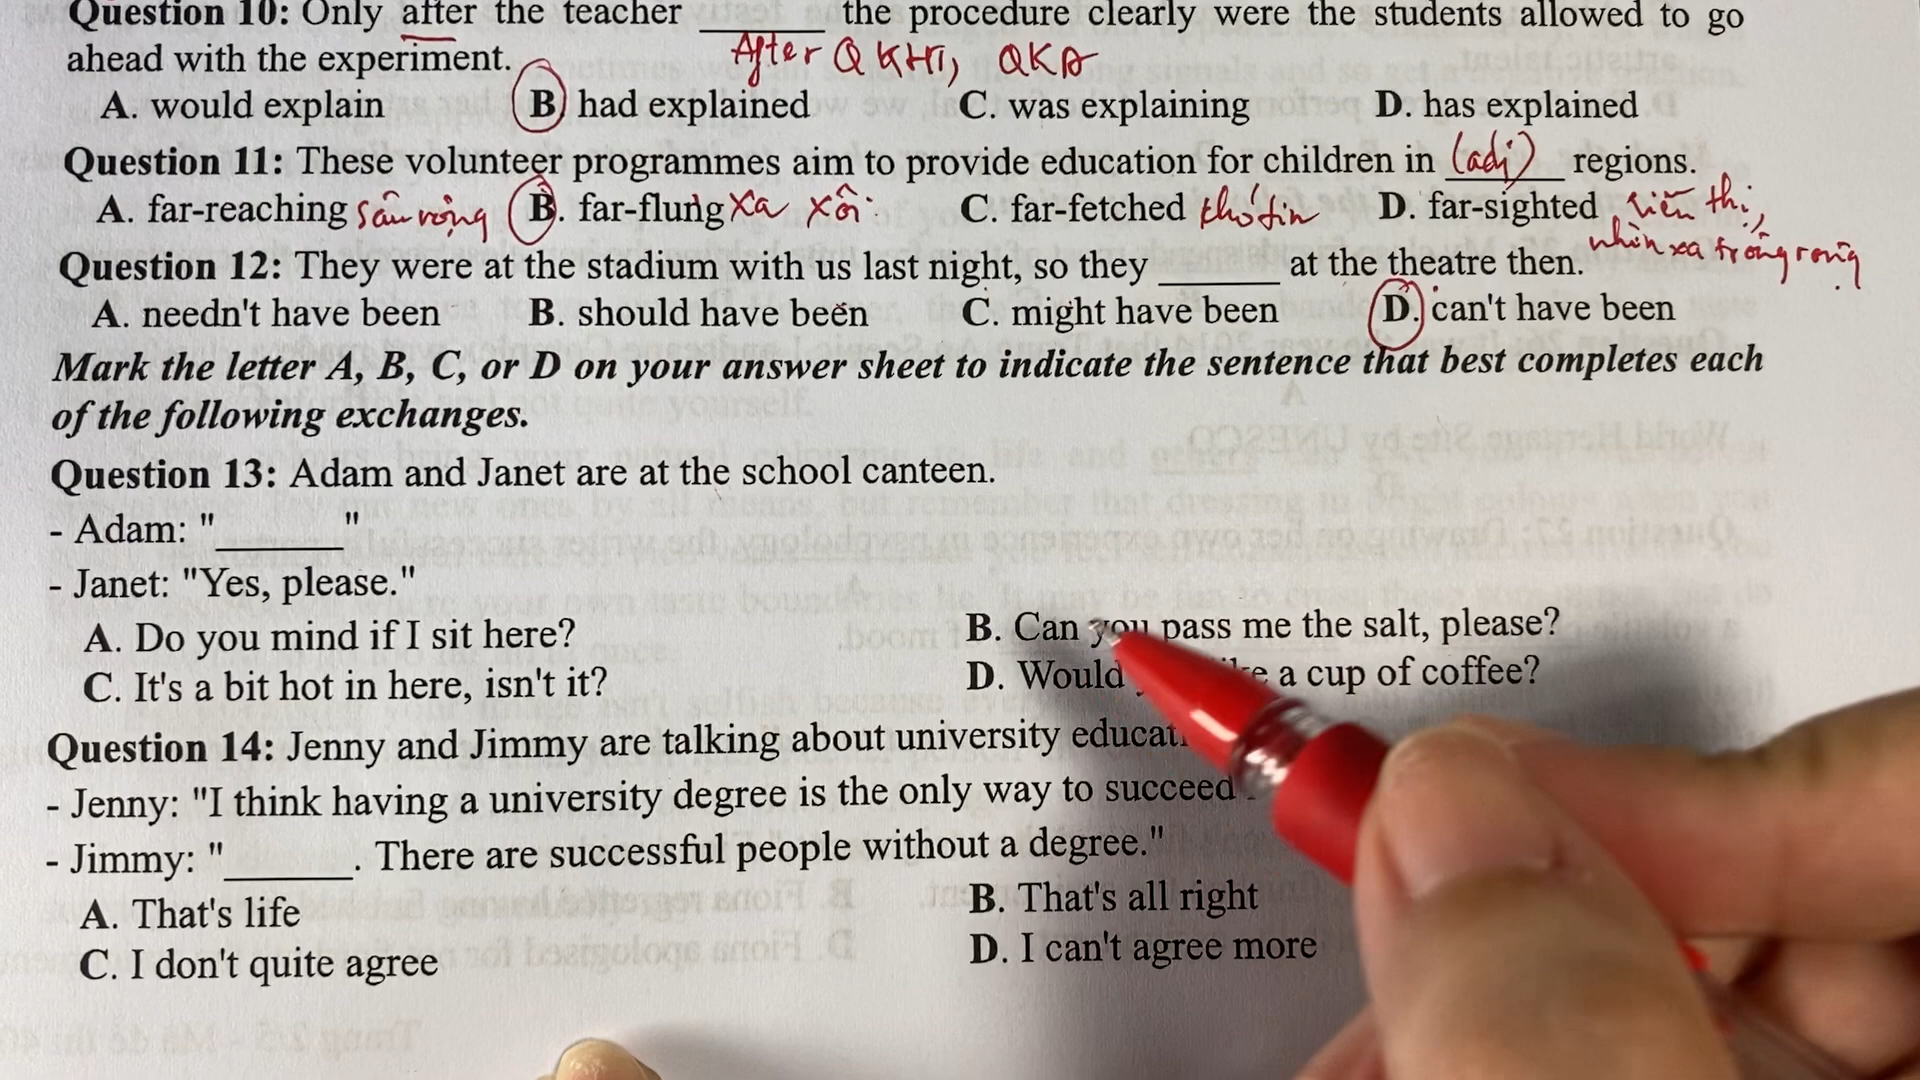 Question 10: Only after the teacher ______ the procedure clearly were the students allowed to go
ahead with the experiment. After QKHT, QKĐ
A. would explain B. had explained C. was explaining D. has explained
Question 11: These volunteer programmes aim to provide education for children in (adj) regions.
A. far-reaching sâu rộng B. far-flung xa xôi C. far-fetched khó tin D. far-sighted viễn thị,
nhìn xa trông rộng
Question 12: They were at the stadium with us last night, so they ______ at the theatre then.
A. needn't have been B. should have been C. might have been D. can't have been
Mark the letter A, B, C, or D on your answer sheet to indicate the sentence that best completes each
of the following exchanges.
Question 13: Adam and Janet are at the school canteen.
- Adam: "______"
- Janet: "Yes, please."
A. Do you mind if I sit here? B. Can you pass me the salt, please?
C. It's a bit hot in here, isn't it? D. Would a cup of coffee?
Question 14: Jenny and Jimmy are talking about university
- Jenny: "I think having a university degree is the only way to succeed
- Jimmy: "______. There are successful people without a degree."
A. That's life B. That's all right
C. I don't quite agree D. I can't agree more